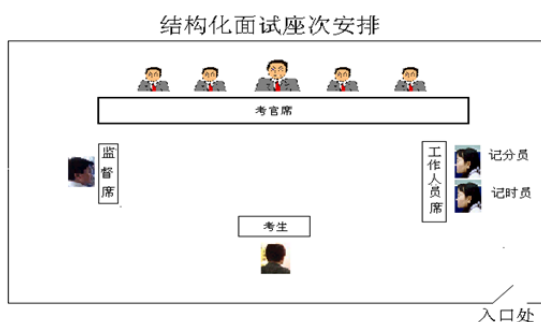 结构化面试座次安排
考官席
监督席
工作人员席
记分员
记时员
考生
入口处